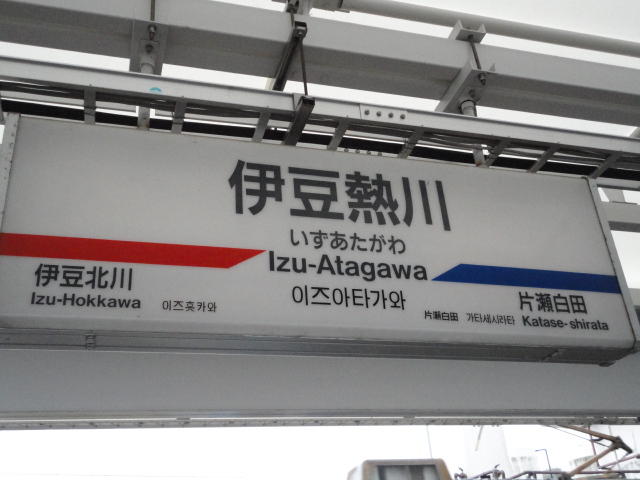 伊豆熱川
いずあたがわ
Izu-Atagawa
이즈아타가와
伊豆北川
Izu-Hokkawa 이즈홋카와
片瀬白田
片瀬白田 가타세시라타 Katase-shirata